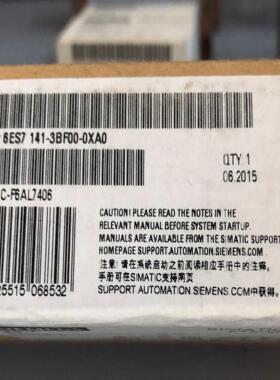 6ES7 141-3BF00-0XA0
QTY. 1
06.2015
C-F6AL7406
CAUTION! PLEASE READ THE NOTES IN THE
RELEVANT MANUAL BEFORE SYSTEM STARTUP.
MANUALS ARE AVAILABLE FROM THE SIMATIC SUPPORT
HOMEPAGE SUPPORT.AUTOMATION.SIEMENS.COM
注意! 请在系统启动之前阅读相应手册中的注释。
手册可在SIMATIC支持网页
SUPPORT.AUTOMATION.SIEMENS.COM中获得。
25515 068532